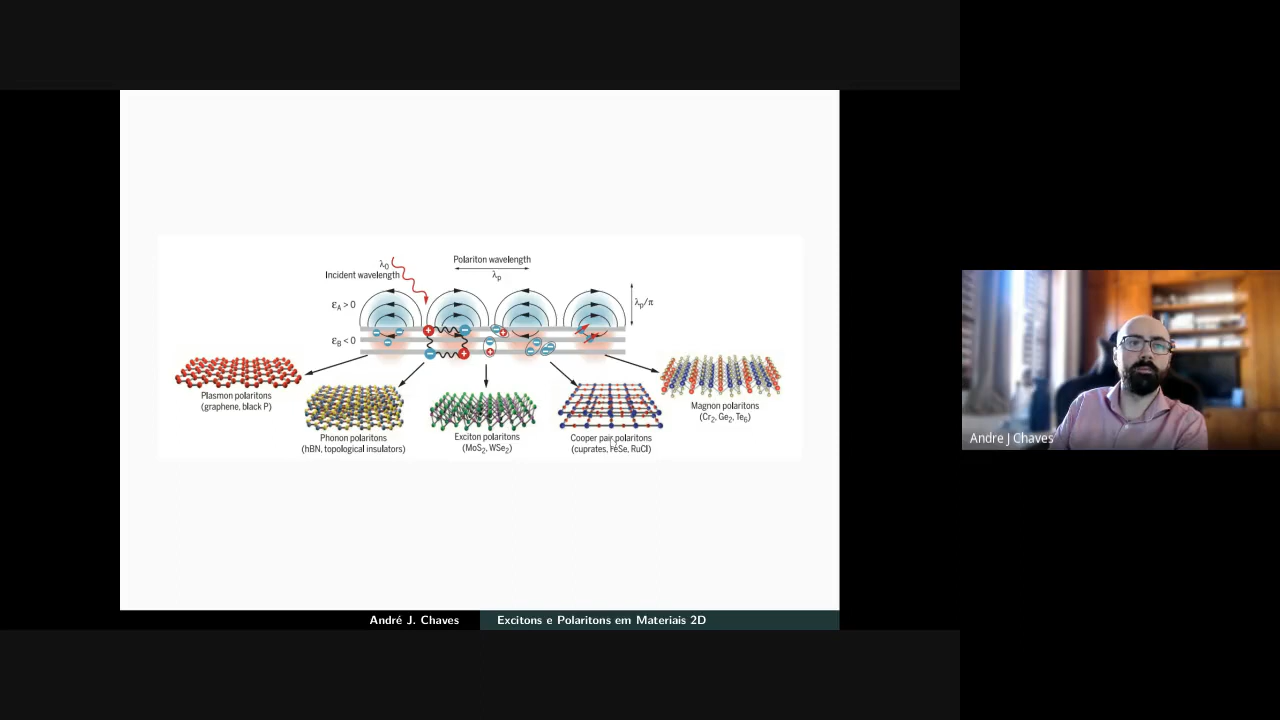 λ0
Incident wavelength
Polariton wavelength
λp
εA > 0
λp/π
εB < 0
Plasmon polaritons
(graphene, black P)
Phonon polaritons
(hBN, topological insulators)
Exciton polaritons
(MoS2, WSe2)
Cooper pair polaritons
(cuprates, FeSe, RuCl)
Magnon polaritons
(Cr2, Ge2, Te6)
Andre J Chaves
André J. Chaves
Excitons e Polaritons em Materiais 2D